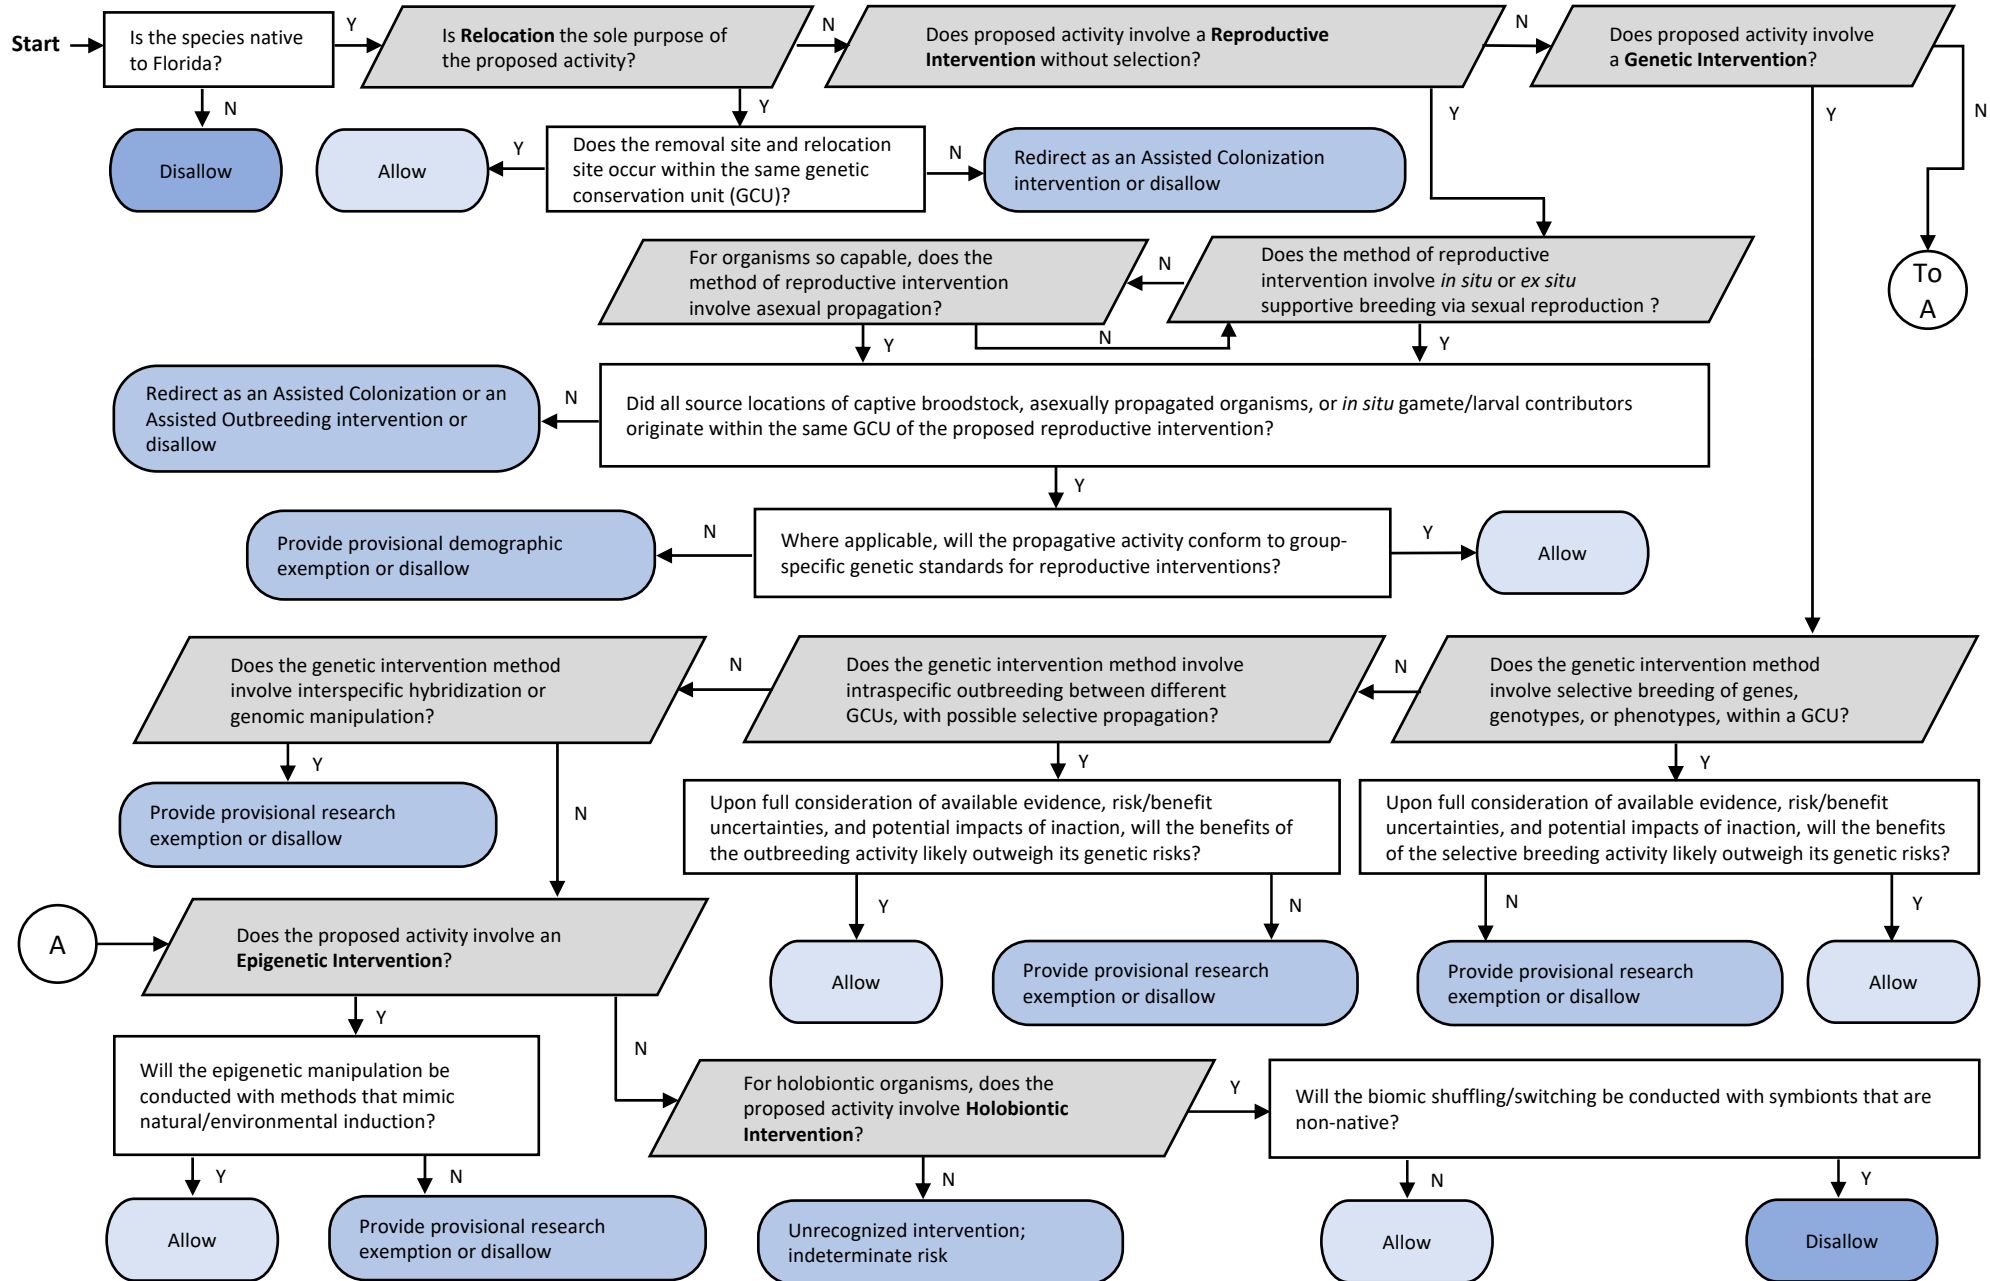 Start
Is the species native
to Florida?
Y
Is Relocation the sole purpose of
the proposed activity?
N
Does proposed activity involve a Reproductive
Intervention without selection?
N
Does proposed activity involve
a Genetic Intervention?
N
Y
Y
Y
N
Disallow
Allow
Y
Does the removal site and relocation
site occur within the same genetic
conservation unit (GCU)?
N
Redirect as an Assisted Colonization
intervention or disallow
For organisms so capable, does the
method of reproductive intervention
involve asexual propagation?
N
Does the method of reproductive
intervention involve in situ or ex situ
supportive breeding via sexual reproduction ?
To
A
Y
N
Y
Redirect as an Assisted Colonization or an
Assisted Outbreeding intervention or
disallow
N
Did all source locations of captive broodstock, asexually propagated organisms, or in situ gamete/larval contributors
originate within the same GCU of the proposed reproductive intervention?
Y
Provide provisional demographic
exemption or disallow
N
Where applicable, will the propagative activity conform to group-
specific genetic standards for reproductive interventions?
Y
Allow
Does the genetic intervention method
involve interspecific hybridization or
genomic manipulation?
N
Does the genetic intervention method involve
intraspecific outbreeding between different
GCUs, with possible selective propagation?
N
Does the genetic intervention method
involve selective breeding of genes,
genotypes, or phenotypes, within a GCU?
Y
N
Y
Y
Provide provisional research
exemption or disallow
Upon full consideration of available evidence, risk/benefit
uncertainties, and potential impacts of inaction, will the benefits of
the outbreeding activity likely outweigh its genetic risks?
Upon full consideration of available evidence, risk/benefit
uncertainties, and potential impacts of inaction, will the benefits
of the selective breeding activity likely outweigh its genetic risks?
Y
N
N
Y
A
Does the proposed activity involve an
Epigenetic Intervention?
Allow
Provide provisional research
exemption or disallow
Provide provisional research
exemption or disallow
Allow
Y
N
Will the epigenetic manipulation be
conducted with methods that mimic
natural/environmental induction?
For holobiontic organisms, does the
proposed activity involve Holobiontic
Intervention?
Y
Will the biomic shuffling/switching be conducted with symbionts that are
non-native?
Y
N
N
N
Y
Allow
Provide provisional research
exemption or disallow
Unrecognized intervention;
indeterminate risk
Allow
Disallow